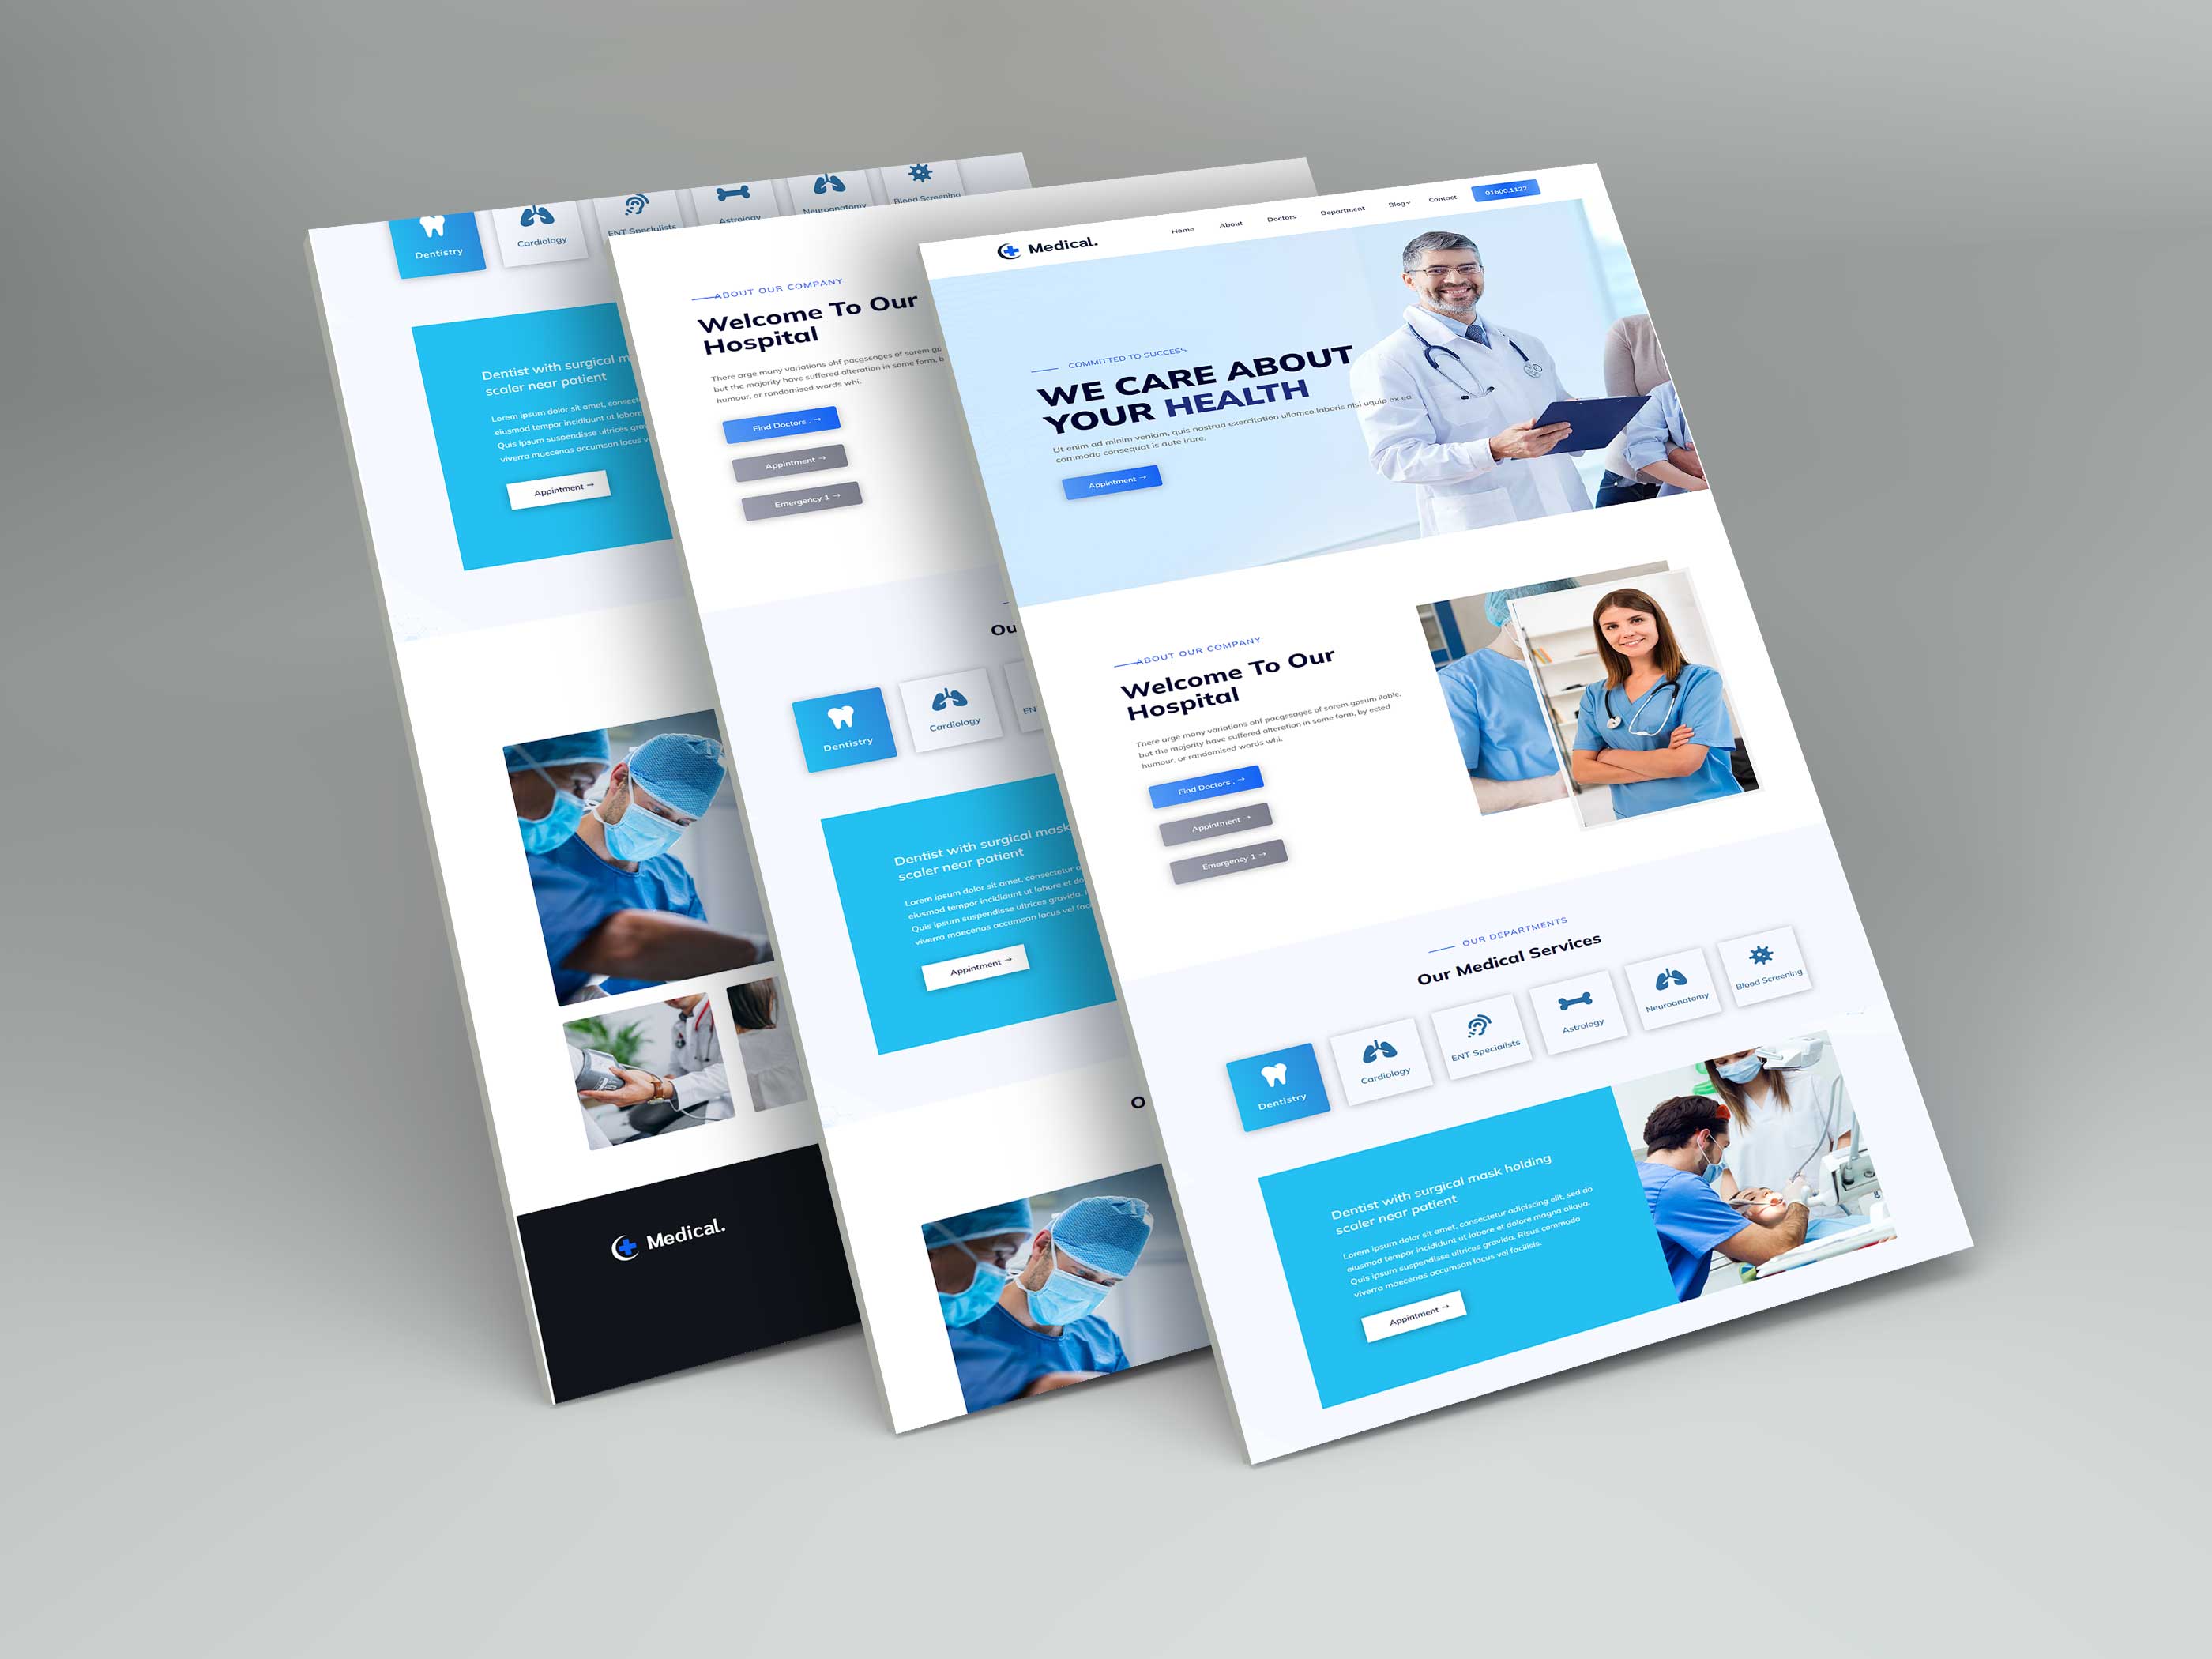 Dentistry
Cardiology
ENT Specialists
Astrology
Neuroanatomy
Blood Screening
Dentist with surgical m
scaler near patient
Lorem ipsum dolor sit amet, consect
eiusmod tempor incididunt ut labore
Quis ipsum suspendisse ultrices gra
viverra maecenas accumsan lacus v
Appintment →
Medical.
ABOUT OUR COMPANY
Welcome To Our
Hospital
There arge many variations ohf pacgssages of sorem gp
but the majority have suffered alteration in some form, b
humour, or randomised words whi.
Find Doctors . →
Appintment →
Emergency 1 →
Ou
Dentistry
Cardiology
EN
Dentist with surgical mask
scaler near patient
Lorem ipsum dolor sit amet, consectetur a
eiusmod tempor incididunt ut labore et do
Quis ipsum suspendisse ultrices gravida.
viverra maecenas accumsan lacus vel fac
Appintment →
O
Medical.
Home
About
Doctors
Department
Blog
Contact
01600.1122
COMMITTED TO SUCCESS
WE CARE ABOUT
YOUR HEALTH
Ut enim ad minim veniam, quis nostrud exercitation ullamco laboris nisi uquip ex ea
commodo consequat is aute irure.
Appintment →
ABOUT OUR COMPANY
Welcome To Our
Hospital
There arge many variations ohf pacgssages of sorem gpsum ilable,
but the majority have suffered alteration in some form, by ected
humour, or randomised words whi.
Find Doctors . →
Appintment →
Emergency 1 →
OUR DEPARTMENTS
Our Medical Services
Dentistry
Cardiology
ENT Specialists
Astrology
Neuroanatomy
Blood Screening
Dentist with surgical mask holding
scaler near patient
Lorem ipsum dolor sit amet, consectetur adipiscing elit, sed do
eiusmod tempor incididunt ut labore et dolore magna aliqua.
Quis ipsum suspendisse ultrices gravida. Risus commodo
viverra maecenas accumsan lacus vel facilisis.
Appintment →